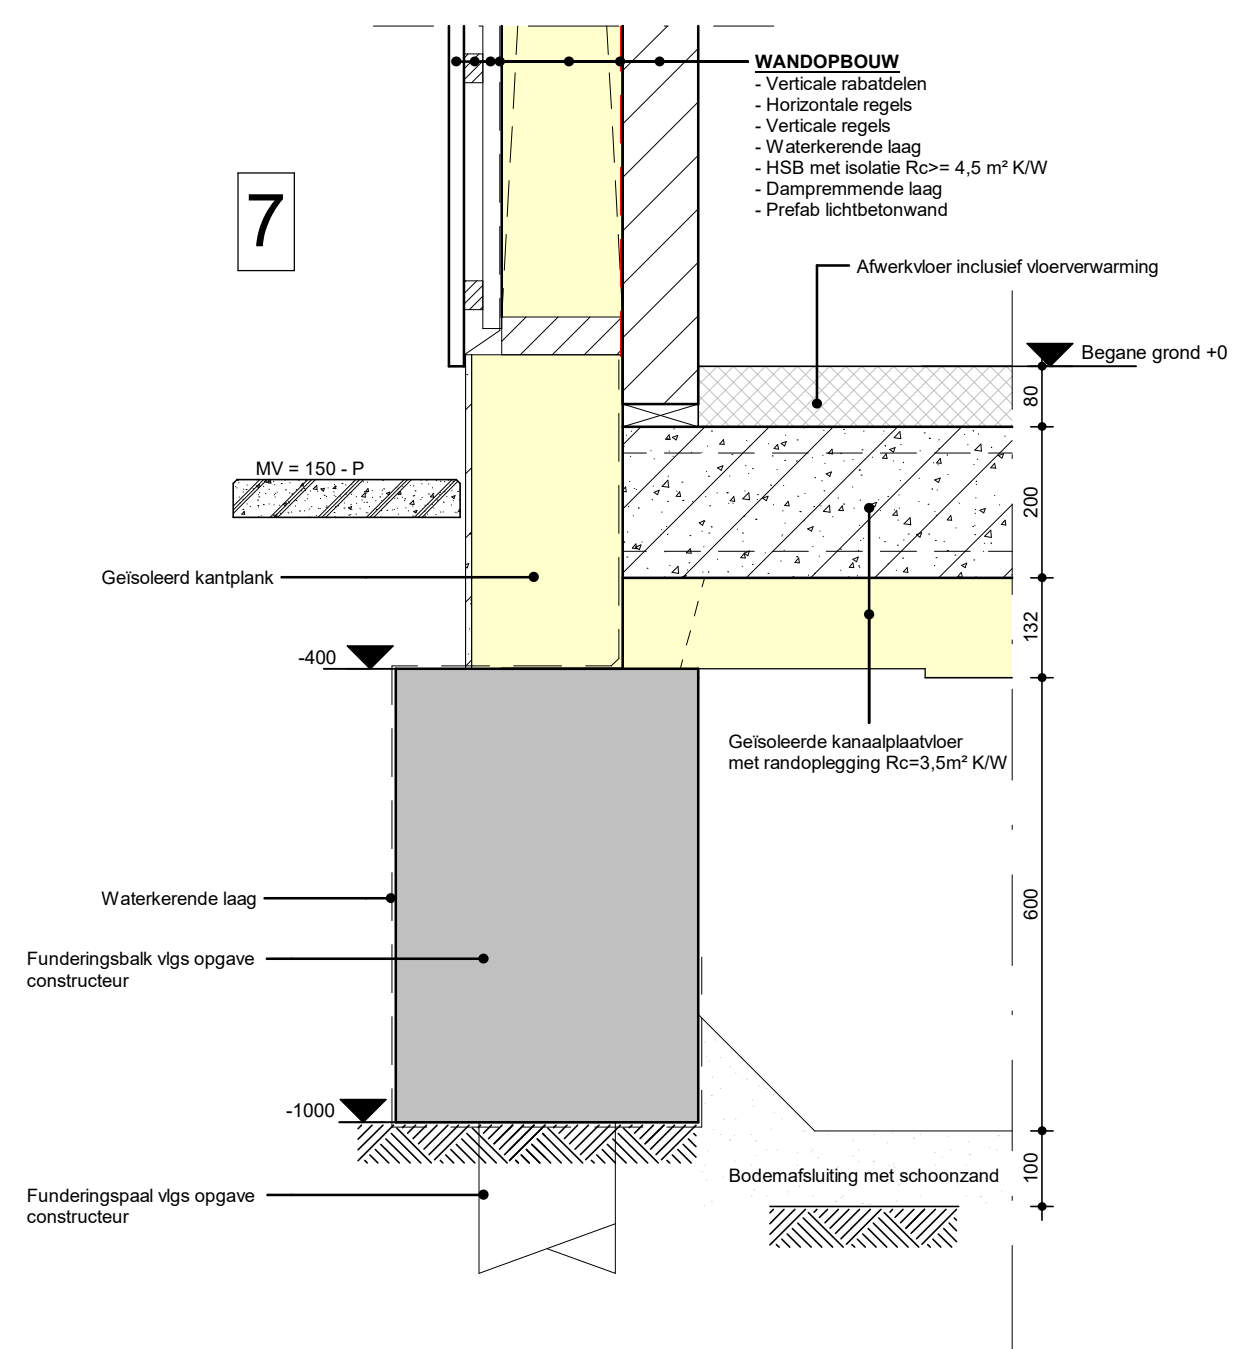 WANDOPBOUW
- Verticale rabatdelen
- Horizontale regels
- Verticale regels
- Waterkerende laag
- HSB met isolatie Rc>= 4,5 m² K/W
- Dampremmende laag
- Prefab lichtbetonwand
7
Afwerkvloer inclusief vloerverwarming
Begane grond +0
80
MV = 150 - P
200
Geïsoleerd kantplank
132
-400
Geïsoleerde kanaalplaatvloer
met randoplegging Rc=3,5m² K/W
Waterkerende laag
600
Funderingsbalk vlgs opgave
constructeur
-1000
Bodemafsluiting met schoonzand
100
Funderingspaal vlgs opgave
constructeur